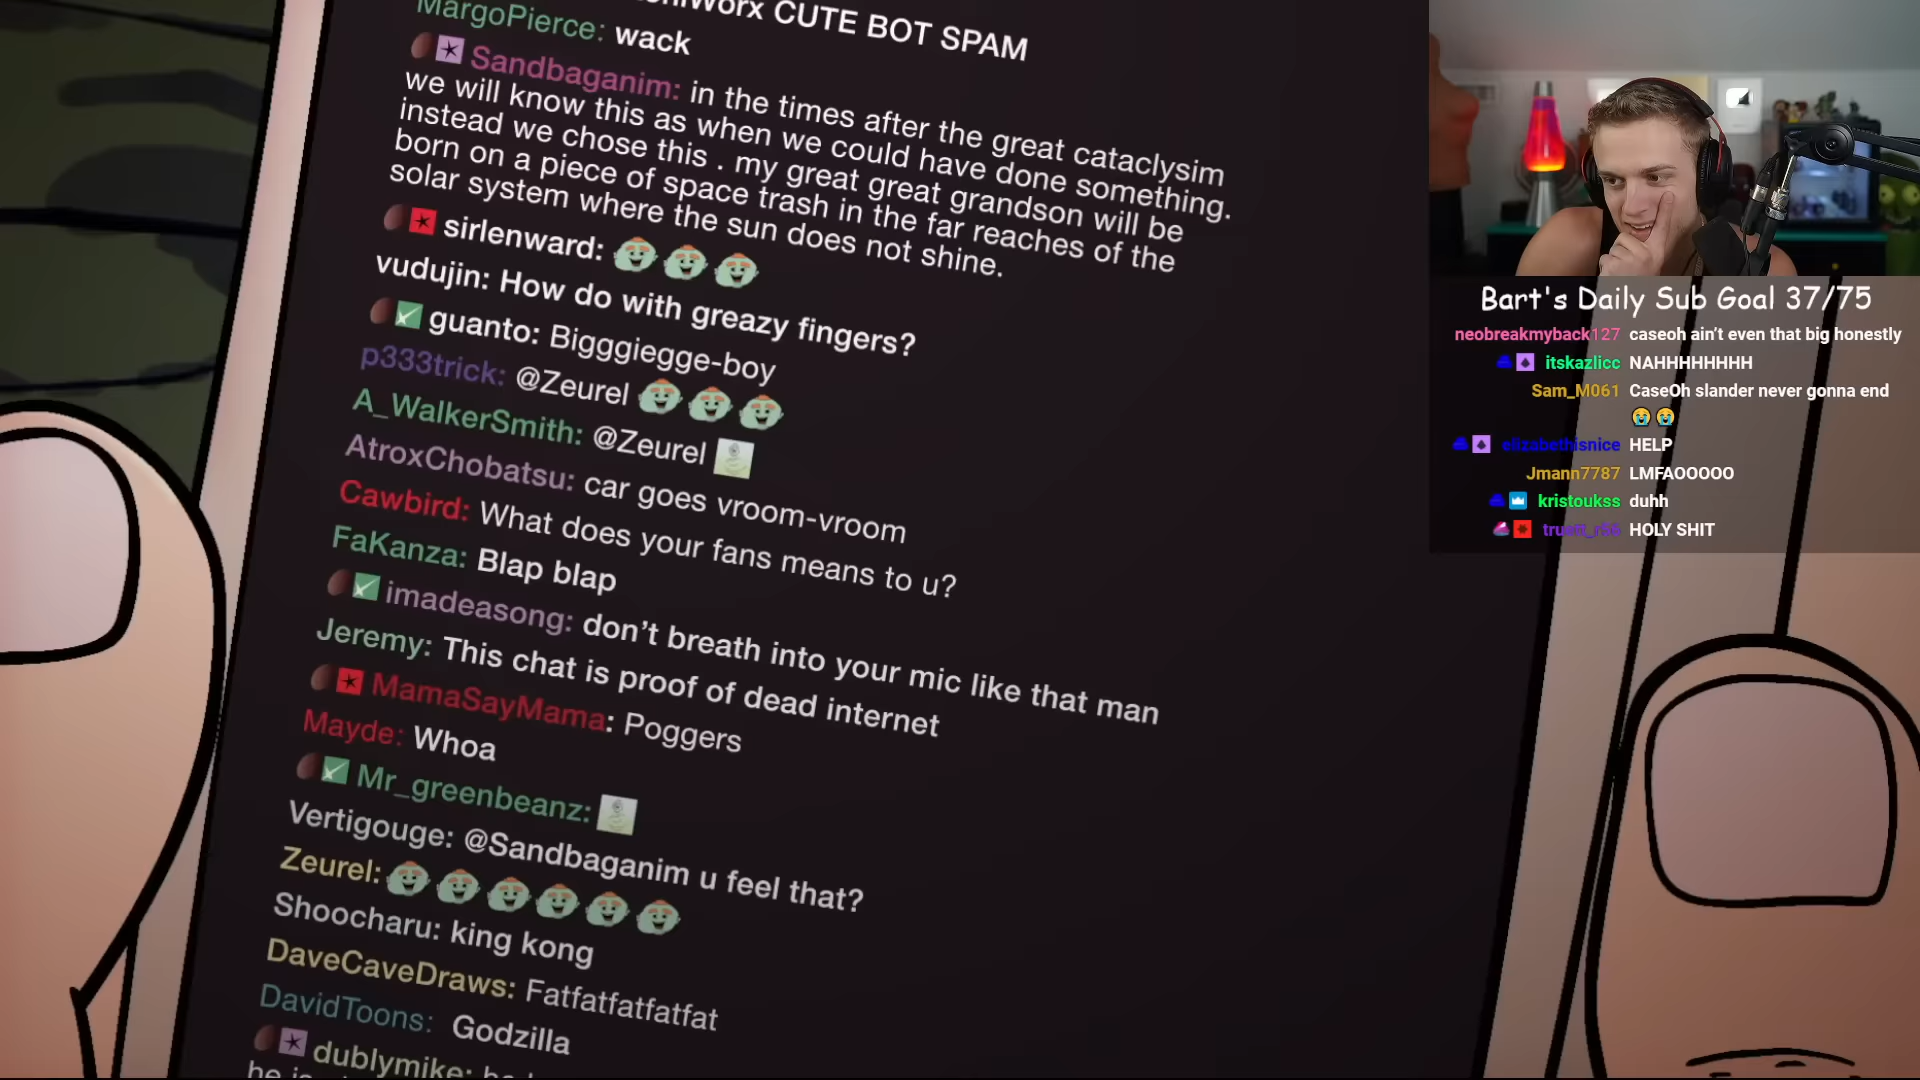 CUTE BOT SPAM
MargoPierce: wack
Sandbaganim: in the times after the great cataclysim
we will know this as when we could have done something.
instead we chose this . my great great grandson will be
born on a piece of space trash in the far reaches of the
solar system where the sun does not shine.
sirlenward:
vudujin: How do with greazy fingers?
guanto: Bigggiegge-boy
p333trick: @Zeurel
A_WalkerSmith: @Zeurel
AtroxChobatsu: car goes vroom-vroom
Cawbird: What does your fans means to u?
FaKanza: Blap blap
imadeasong: don't breath into your mic like that man
Jeremy: This chat is proof of dead internet
MamaSayMama: Poggers
Mayde: Whoa
Mr_greenbeanz:
Vertigouge: @Sandbaganim u feel that?
Zeurel:
Shoocharu: king kong
DaveCaveDraws: Fatfatfatfatfat
DavidToons: Godzilla
dublymike:
he is
Bart's Daily Sub Goal 37/75
neobreakmyback127 caseoh ain't even that big honestly
itskazlicc NAHHHHHHHH
Sam_M061 CaseOh slander never gonna end
😭 😭
elizabethisnice HELP
Jmann7787 LMFAOOOOO
kristoukss duhh
HOLY SHIT